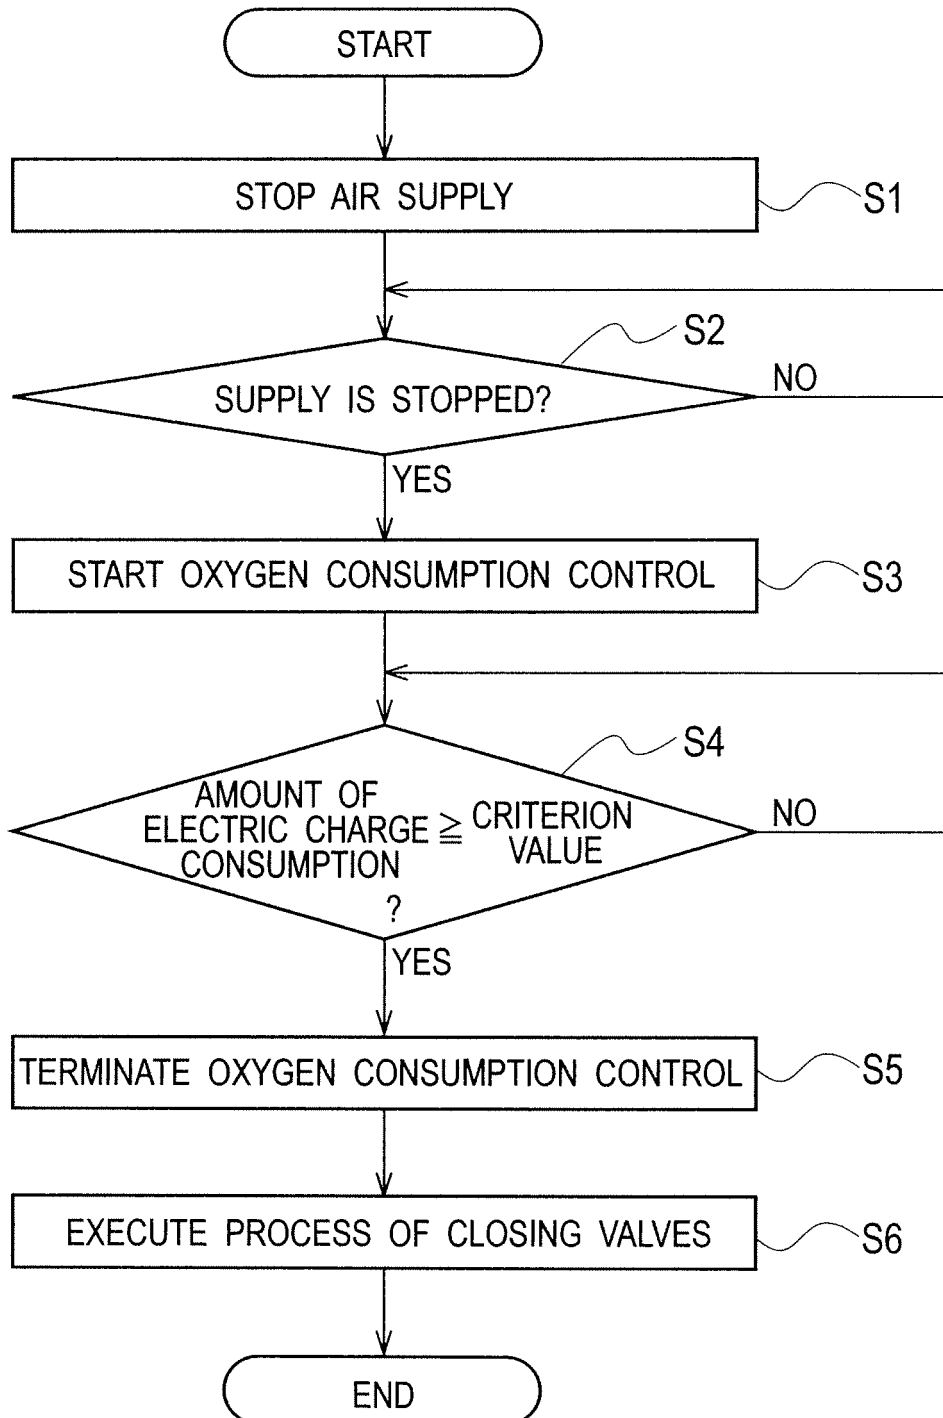 START
STOP AIR SUPPLY
S1
S2
SUPPLY IS STOPPED?
NO
YES
START OXYGEN CONSUMPTION CONTROL
S3
S4
AMOUNT OF
ELECTRIC CHARGE
CONSUMPTION
≧
CRITERION
VALUE
?
NO
YES
TERMINATE OXYGEN CONSUMPTION CONTROL
S5
EXECUTE PROCESS OF CLOSING VALVES
S6
END